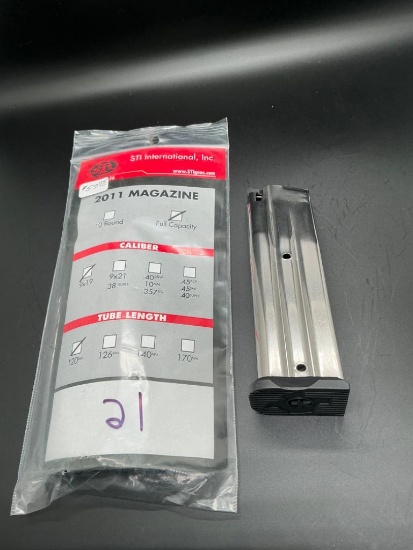 STI International, Inc.
www.STIguns.com
2011 MAGAZINE
10 Round Full Capacity
CALIBER
9x19 9x21 .40 .45
38 10 .45
357 .40
TUBE LENGTH
120 126 140 170
21